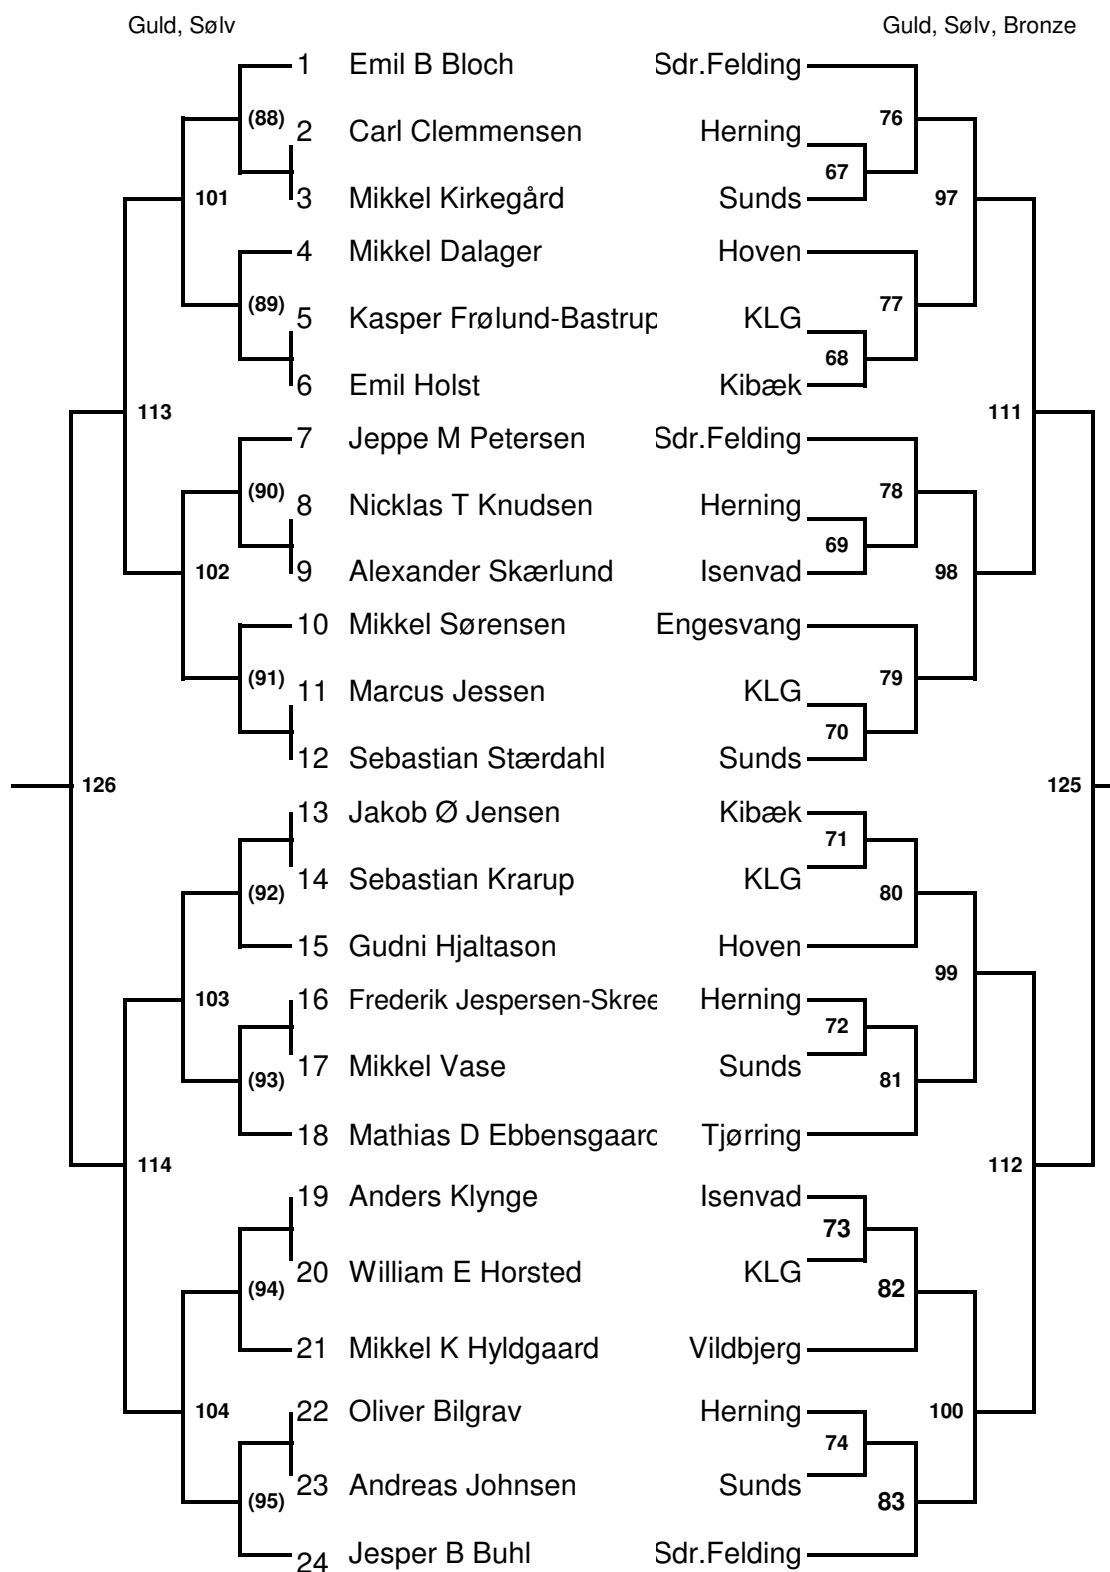 Guld, Sølv Guld, Sølv, Bronze
1 Emil B Bloch Sdr.Felding
(88) 76
2 Carl Clemmensen Herning
67
101 3 Mikkel Kirkegård Sunds 97
4 Mikkel Dalager Hoven
(89) 77
5 Kasper Frølund-Bastrup KLG
68
6 Emil Holst Kibæk
113 111
7 Jeppe M Petersen Sdr.Felding
(90) 78
8 Nicklas T Knudsen Herning
69
102 9 Alexander Skærlund Isenvad 98
10 Mikkel Sørensen Engesvang
(91) 79
11 Marcus Jessen KLG
70
12 Sebastian Stærdahl Sunds
126 125
13 Jakob Ø Jensen Kibæk
71
14 Sebastian Krarup KLG
(92) 80
15 Gudni Hjaltason Hoven
99
103 16 Frederik Jespersen-Skree Herning
72
17 Mikkel Vase Sunds
(93) 81
18 Mathias D Ebbensgaard Tjørring
114 112
19 Anders Klynge Isenvad
73
20 William E Horsted KLG
(94) 82
21 Mikkel K Hyldgaard Vildbjerg
104 22 Oliver Bilgrav Herning 100
74
23 Andreas Johnsen Sunds
(95) 83
24 Jesper B Buhl Sdr.Felding